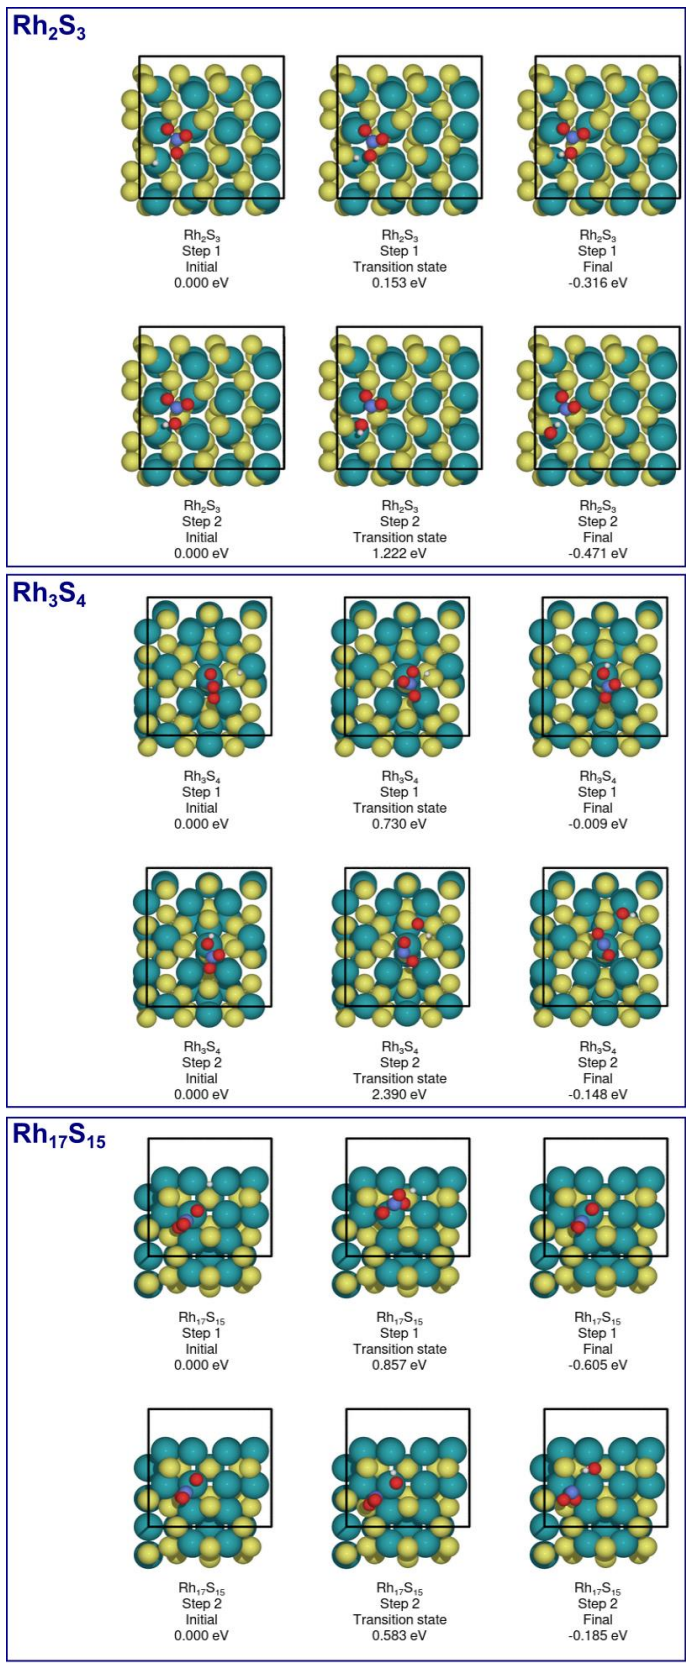 Rh₂S₃
Rh₂S₃ Rh₂S₃ Rh₂S₃
Step 1 Step 1 Step 1
Initial Transition state Final
0.000 eV 0.153 eV -0.316 eV
Rh₂S₃ Rh₂S₃ Rh₂S₃
Step 2 Step 2 Step 2
Initial Transition state Final
0.000 eV 1.222 eV -0.471 eV
Rh₃S₄
Rh₃S₄ Rh₃S₄ Rh₃S₄
Step 1 Step 1 Step 1
Initial Transition state Final
0.000 eV 0.730 eV -0.009 eV
Rh₃S₄ Rh₃S₄ Rh₃S₄
Step 2 Step 2 Step 2
Initial Transition state Final
0.000 eV 2.390 eV -0.148 eV
Rh₁₇S₁₅
Rh₁₇S₁₅ Rh₁₇S₁₅ Rh₁₇S₁₅
Step 1 Step 1 Step 1
Initial Transition state Final
0.000 eV 0.857 eV -0.605 eV
Rh₁₇S₁₅ Rh₁₇S₁₅ Rh₁₇S₁₅
Step 2 Step 2 Step 2
Initial Transition state Final
0.000 eV 0.583 eV -0.185 eV